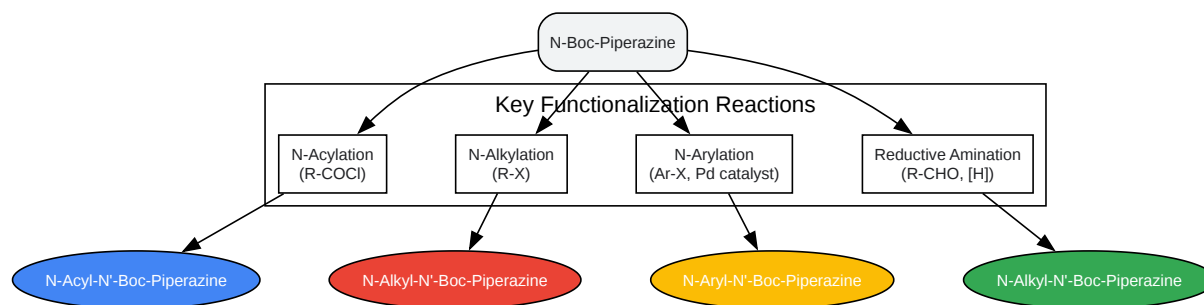 N-Boc-Piperazine
Key Functionalization Reactions
N-Acylation
(R-COCl)
N-Alkylation
(R-X)
N-Arylation
(Ar-X, Pd catalyst)
Reductive Amination
(R-CHO, [H])
N-Acyl-N'-Boc-Piperazine
N-Alkyl-N'-Boc-Piperazine
N-Aryl-N'-Boc-Piperazine
N-Alkyl-N'-Boc-Piperazine